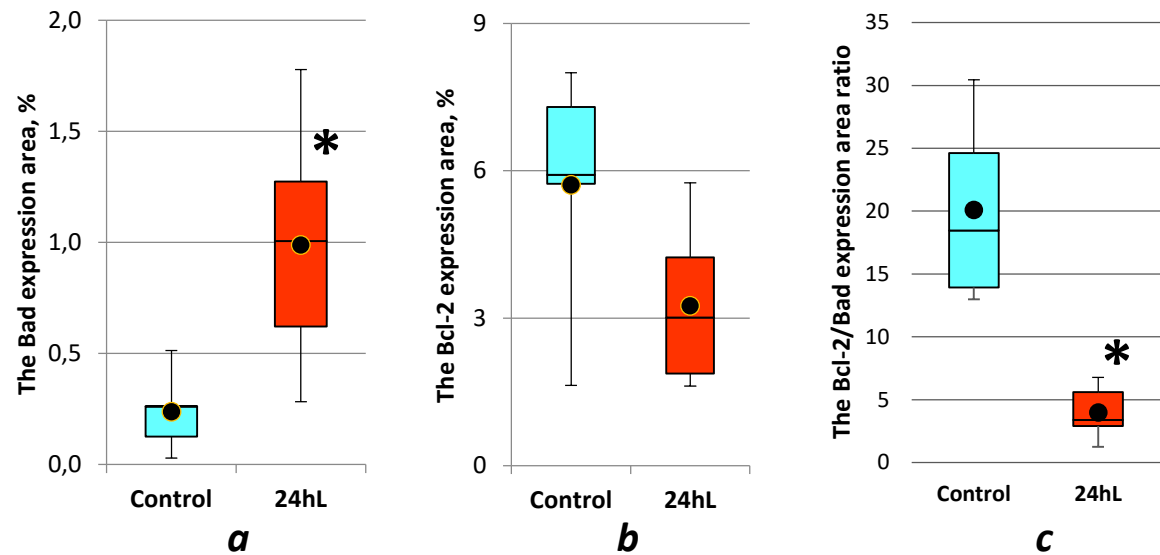 The Bad expression area, %
2,0
1,5
1,0
0,5
0,0
*
Control 24hL
a
The Bcl-2 expression area, %
9
6
3
0
Control 24hL
b
The Bcl-2/Bad expression area ratio
35
30
25
20
15
10
5
0
*
Control 24hL
c